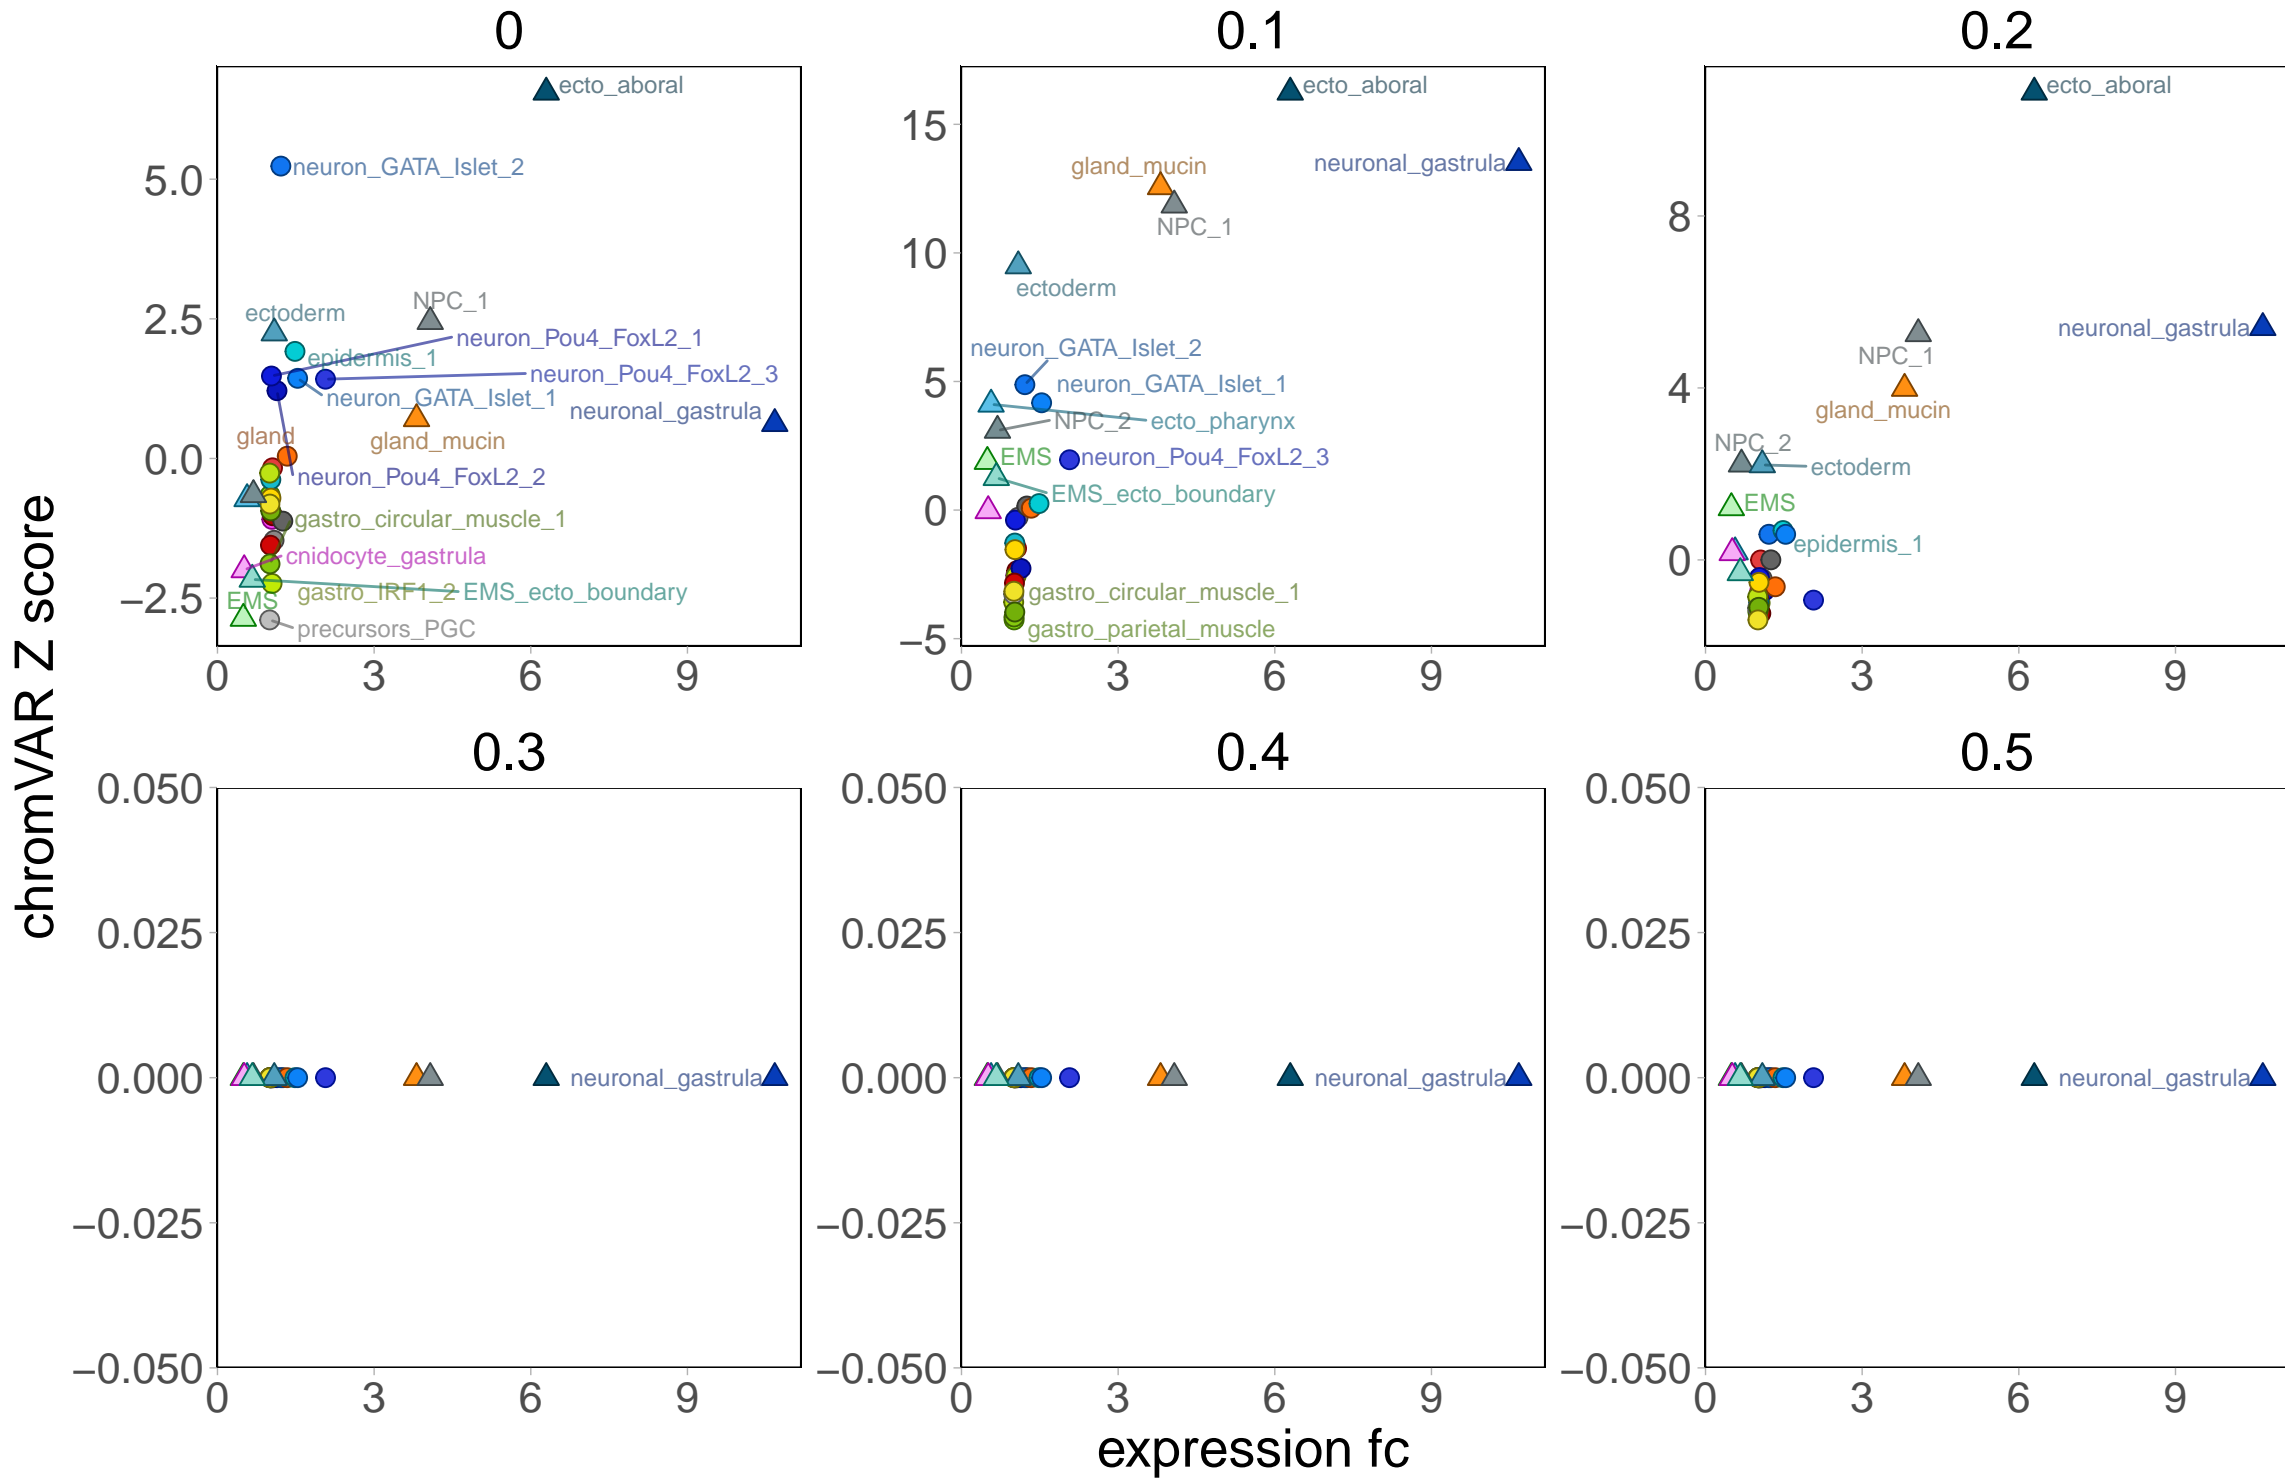 0
0.1
0.2
chromVAR Z score
5.0
2.5
0.0
−2.5
ecto_aboral
neuron_GATA_Islet_2
NPC_1
ectoderm
neuron_Pou4_FoxL2_1
epidermis_1
neuron_Pou4_FoxL2_3
neuron_GATA_Islet_1
neuronal_gastrula
gland
gland_mucin
neuron_Pou4_FoxL2_2
gastro_circular_muscle_1
cnidocyte_gastrula
gastro_IRF1_2
EMS_ecto_boundary
EMS
precursors_PGC
0
3
6
9
15
10
5
0
−5
ecto_aboral
gland_mucin
neuronal_gastrula
NPC_1
ectoderm
neuron_GATA_Islet_2
neuron_GATA_Islet_1
NPC_2
ecto_pharynx
EMS
neuron_Pou4_FoxL2_3
EMS_ecto_boundary
gastro_circular_muscle_1
gastro_parietal_muscle
0
3
6
9
8
4
0
ecto_aboral
neuronal_gastrula
NPC_1
gland_mucin
NPC_2
ectoderm
EMS
epidermis_1
0
3
6
9
0.3
0.4
0.5
0.050
0.025
0.000
−0.025
−0.050
neuronal_gastrula
0
3
6
9
0.050
0.025
0.000
−0.025
−0.050
neuronal_gastrula
0
3
6
9
0.050
0.025
0.000
−0.025
−0.050
neuronal_gastrula
0
3
6
9
expression fc